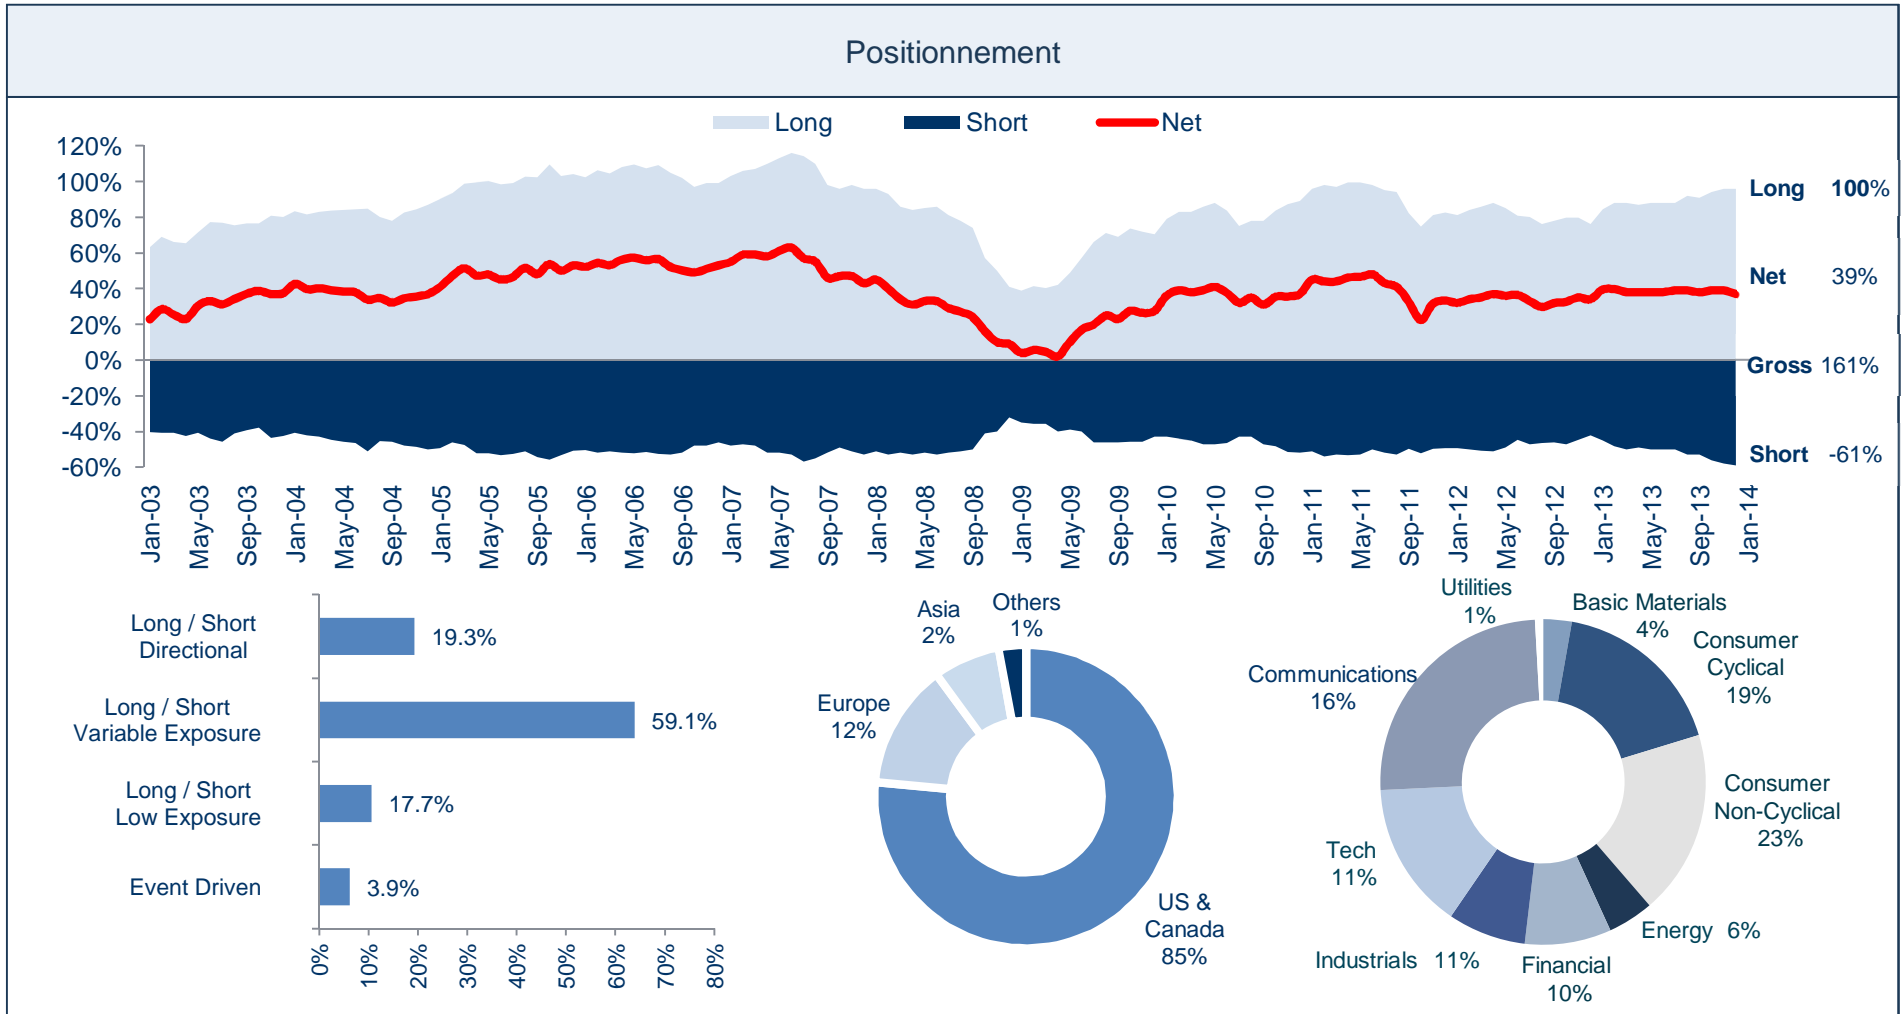 Positionnement
Long
Short
Net
120%
100%
80%
60%
40%
20%
0%
-20%
-40%
-60%
Long 100%
Net 39%
Gross 161%
Short -61%
Jan-03
May-03
Sep-03
Jan-04
May-04
Sep-04
Jan-05
May-05
Sep-05
Jan-06
May-06
Sep-06
Jan-07
May-07
Sep-07
Jan-08
May-08
Sep-08
Jan-09
May-09
Sep-09
Jan-10
May-10
Sep-10
Jan-11
May-11
Sep-11
Jan-12
May-12
Sep-12
Jan-13
May-13
Sep-13
Jan-14
Long / Short
Directional
19.3%
Long / Short
Variable Exposure
59.1%
Long / Short
Low Exposure
17.7%
Event Driven
3.9%
0%
10%
20%
30%
40%
50%
60%
70%
80%
Others
1%
Asia
2%
Europe
12%
US &
Canada
85%
Utilities
1%
Basic Materials
4%
Consumer
Cyclical
19%
Communications
16%
Consumer
Non-Cyclical
23%
Tech
11%
Energy 6%
Industrials 11%
Financial
10%